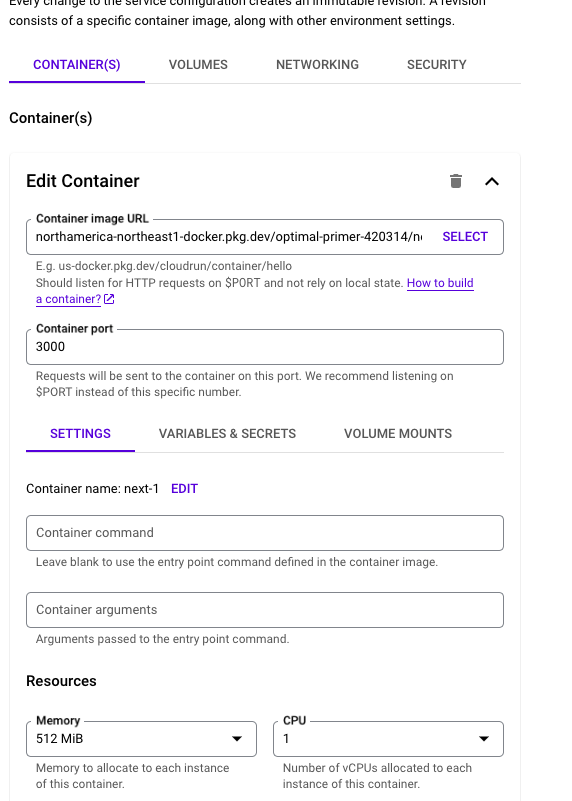 Every change to the service configuration creates an immutable revision. A revision
consists of a specific container image, along with other environment settings.
CONTAINER(S) VOLUMES NETWORKING SECURITY
Container(s)
Edit Container
Container image URL
northamerica-northeast1-docker.pkg.dev/optimal-primer-420314/n SELECT
E.g. us-docker.pkg.dev/cloudrun/container/hello
Should listen for HTTP requests on $PORT and not rely on local state. How to build
a container?
Container port
3000
Requests will be sent to the container on this port. We recommend listening on
$PORT instead of this specific number.
SETTINGS VARIABLES & SECRETS VOLUME MOUNTS
Container name: next-1 EDIT
Container command
Leave blank to use the entry point command defined in the container image.
Container arguments
Arguments passed to the entry point command.
Resources
Memory CPU
512 MiB 1
Memory to allocate to each instance Number of vCPUs allocated to each
of this container. instance of this container.